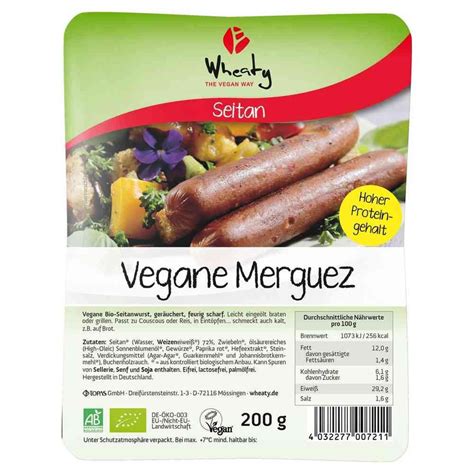 Wheaty
THE VEGAN WAY
Seitan
Hoher
Protein-
gehalt
Vegane Merguez
Vegane Bio-Seitanwurst, geräuchert, feurig scharf. Leicht eingeölt braten
oder grillen. Passt zu Couscous oder Reis, in Eintöpfen... schmeckt auch kalt,
z.B. auf Brot.
Zutaten: Seitan* (Wasser, Weizeneiweiß*) 72%, Zwiebeln*, ölsäurereiches
(High-Oleic) Sonnenblumenöl*, Gewürze*, Paprika rot*, Hefeextrakt*, Stein-
salz, Verdickungsmittel (Agar-Agar*, Guarkernmehl* und Johannisbrotkern-
mehl*), Buchenholzrauch. * = aus kontrolliert biologischem Anbau. Kann Spuren
von Sellerie, Senf und Soja enthalten. Eifrei, lactosefrei, palmölfrei.
Hergestellt in Deutschland.
TOPAS GmbH - Dreifürstensteinstr. 1-3 - D-72116 Mössingen - wheaty.de
Durchschnittliche Nährwerte
pro 100 g
Brennwert 1073 kJ / 256 kcal
Fett 12,0 g
davon gesättigte
Fettsäuren 1,4 g
Kohlenhydrate 6,1 g
davon Zucker 1,6 g
Eiweiß 29,2 g
Salz 1,6 g
AB
DE-ÖKO-003
EU-/Nicht-EU-
Landwirtschaft
Vegan
200 g
4 032277 007211
Unter Schutzatmosphäre verpackt. Bei max. +7°C mind. haltbar bis: